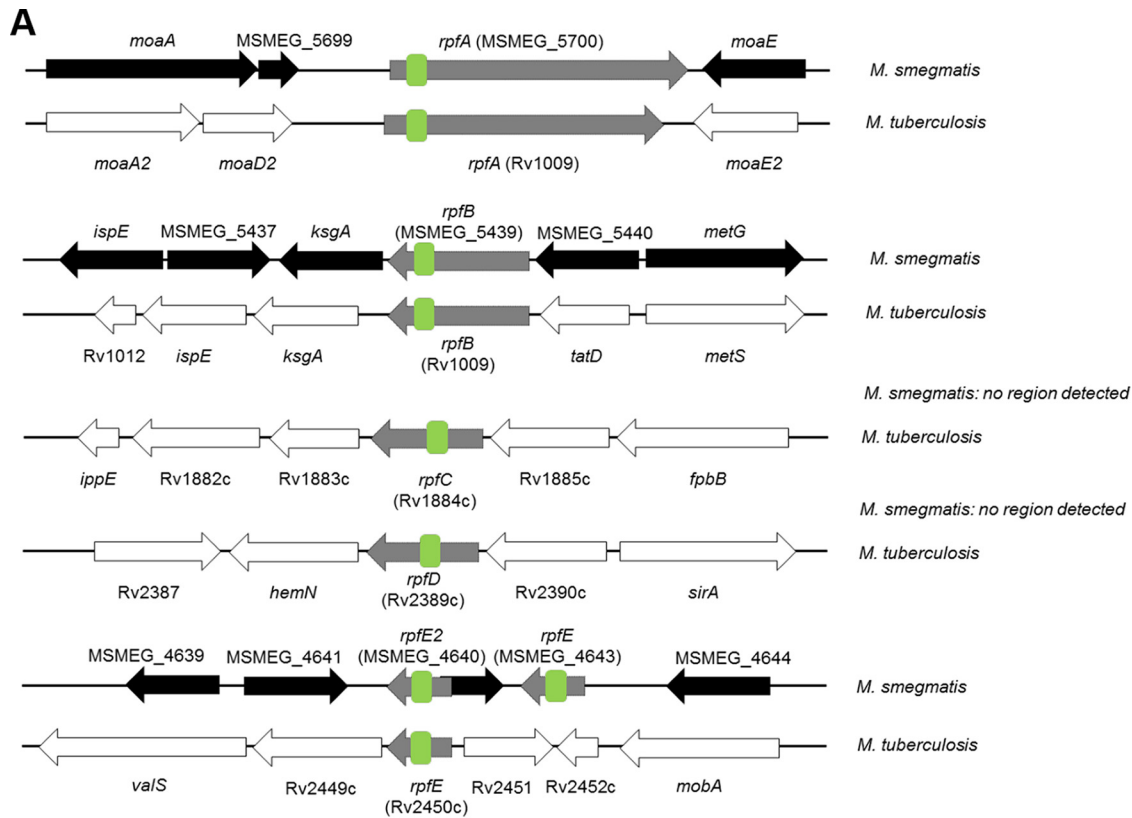 A
moaA MSMEG_5699 rpfA (MSMEG_5700) moaE
M. smegmatis
M. tuberculosis
moaA2 moaD2 rpfA (Rv1009) moaE2
rpfB
ispE MSMEG_5437 ksgA (MSMEG_5439) MSMEG_5440 metG
M. smegmatis
M. tuberculosis
Rv1012 ispE ksgA rpfB tatD metS
(Rv1009)
M. smegmatis: no region detected
M. tuberculosis
ippE Rv1882c Rv1883c rpfC Rv1885c fpbB
(Rv1884c)
M. smegmatis: no region detected
M. tuberculosis
Rv2387 hemN rpfD Rv2390c sirA
(Rv2389c)
rpfE2 rpfE
MSMEG_4639 MSMEG_4641 (MSMEG_4640) (MSMEG_4643) MSMEG_4644
M. smegmatis
M. tuberculosis
valS Rv2449c rpfE Rv2451 Rv2452c mobA
(Rv2450c)